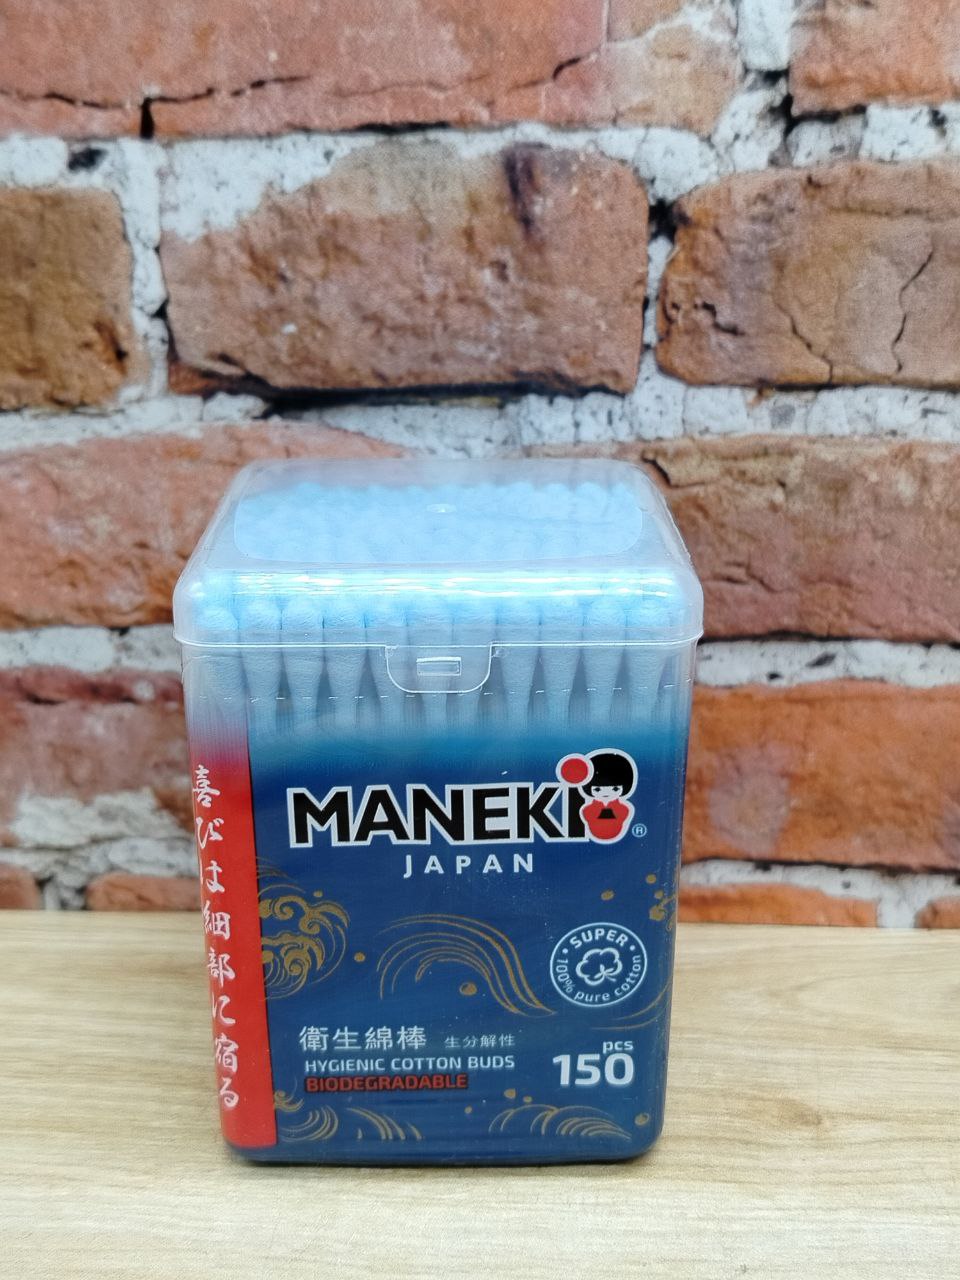 喜びは細部に宿る
MANEKI®
JAPAN
SUPER
100% pure cotton
衛生綿棒 生分解性
HYGIENIC COTTON BUDS
BIODEGRADABLE
150 pcs